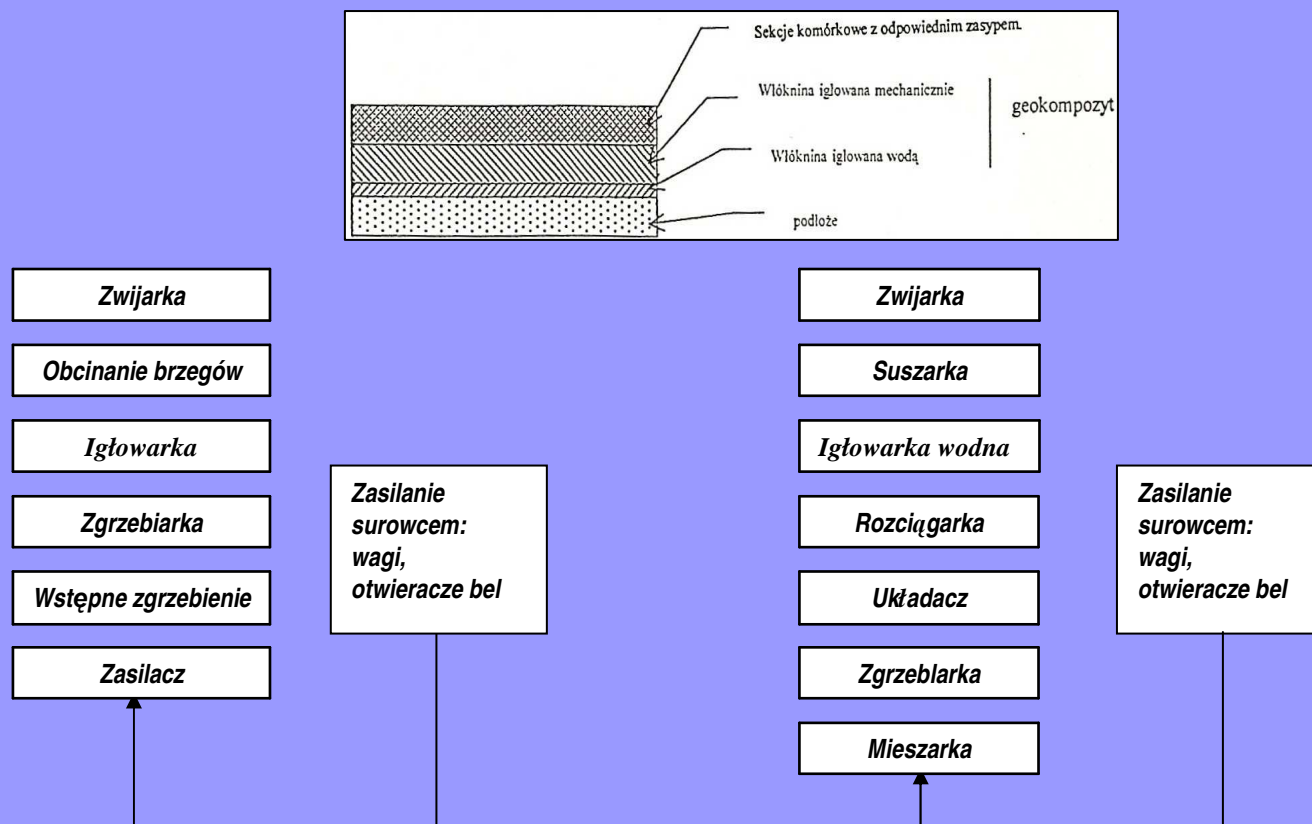 Sekcje komórkowe z odpowiednim zasypem.
Włóknina igłowana mechanicznie
geokompozyt
Włóknina igłowana wodą
podłoże
Zwijarka
Obcinanie brzegów
Igłowarka
Zgrzebiarka
Wstępne zgrzebienie
Zasilacz
Zasilanie
surowcem:
wagi,
otwieracze bel
Zwijarka
Suszarka
Igłowarka wodna
Rozciągarka
Układacz
Zgrzeblarka
Mieszarka
Zasilanie
surowcem:
wagi,
otwieracze bel